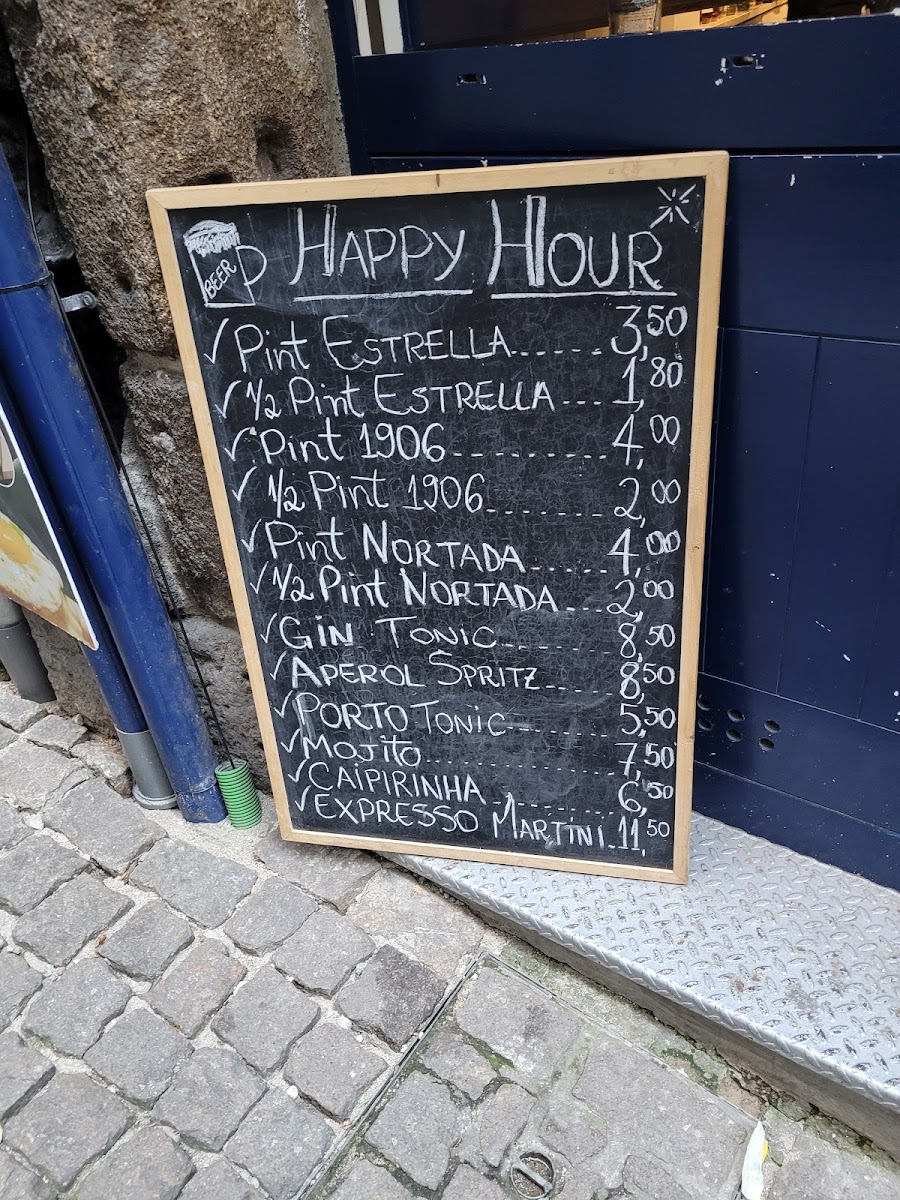 BEER HAPPY HOUR
✓ Pint ESTRELLA ------ 3,50
✓ 1/2 Pint ESTRELLA ---- 1,80
✓ Pint 1906 --------- 4,00
✓ 1/2 Pint 1906 -------- 2,00
✓ Pint NORTADA ----- 4,00
✓ 1/2 Pint NORTADA --- 2,00
✓ GIN TONIC -------- 8,50
✓ APEROL SPRITZ ----- 8,50
✓ PORTO TONIC ------ 5,50
✓ MOJITO ----------- 7,50
✓ CAIPIRINHA -------- 6,50
✓ EXPRESSO MARTINI -- 11,50